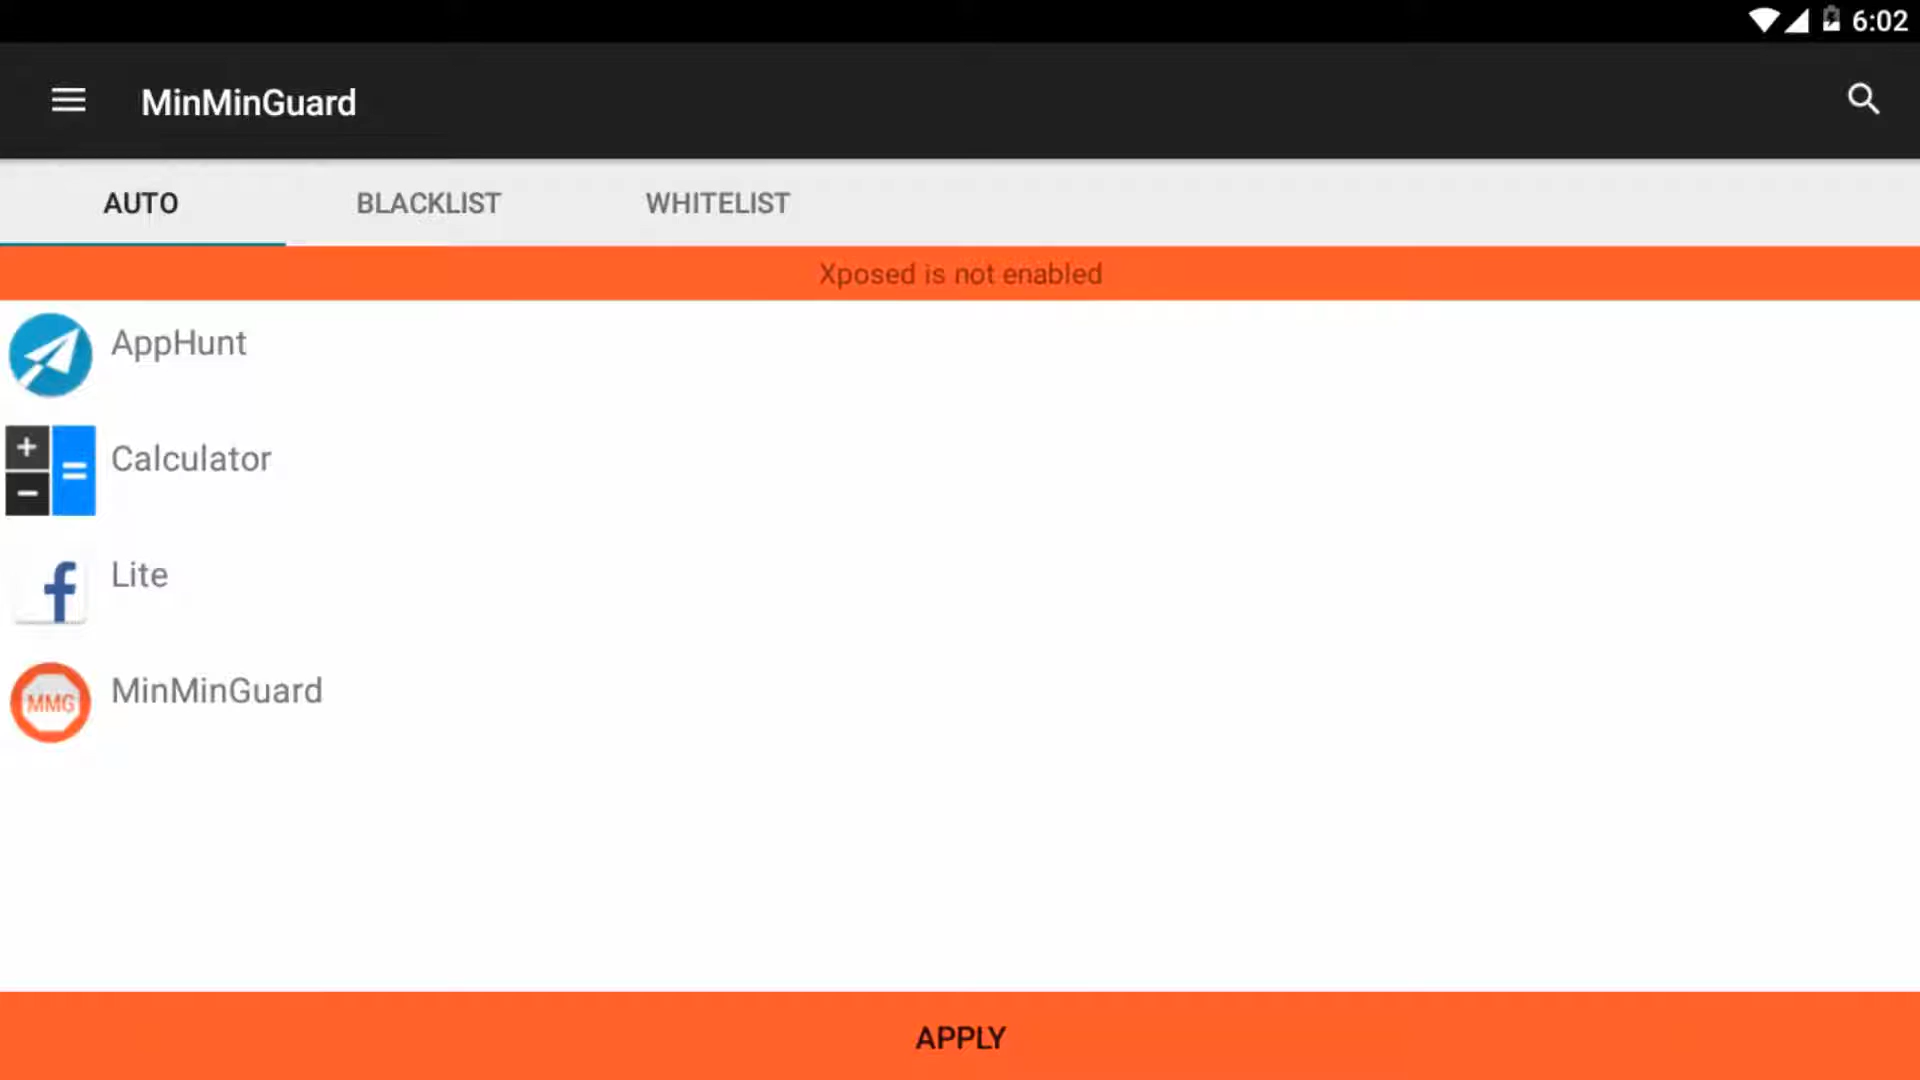 6:02
MinMinGuard
AUTO BLACKLIST WHITELIST
Xposed is not enabled
AppHunt
Calculator
Lite
MMG MinMinGuard
APPLY